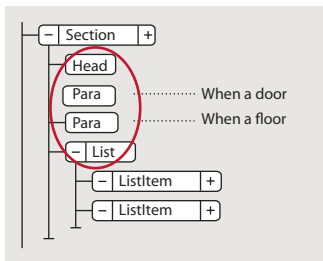 − Section +
Head
Para When a door
Para When a floor
− List
− ListItem +
− ListItem +